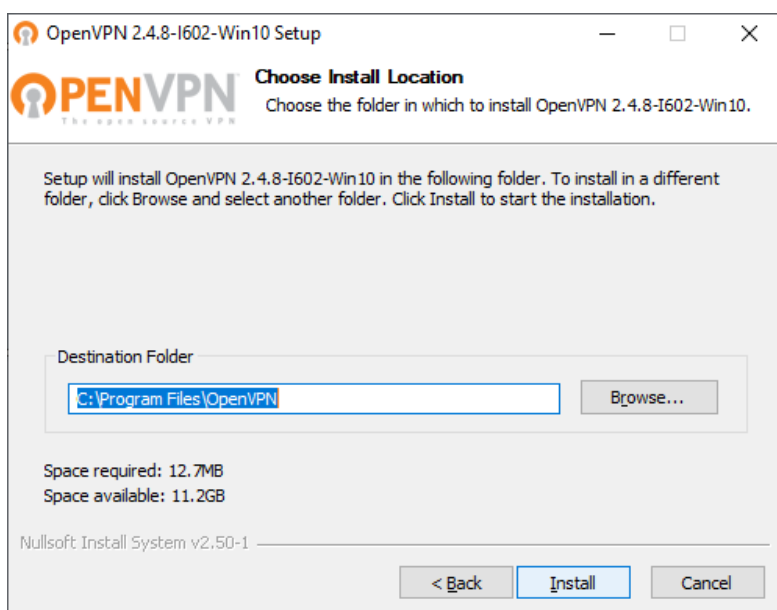 OpenVPN 2.4.8-I602-Win10 Setup
OPENVPN
The open source VPN
Choose Install Location
Choose the folder in which to install OpenVPN 2.4.8-I602-Win10.
Setup will install OpenVPN 2.4.8-I602-Win10 in the following folder. To install in a different
folder, click Browse and select another folder. Click Install to start the installation.
Destination Folder
C:\Program Files\OpenVPN
Browse...
Space required: 12.7MB
Space available: 11.2GB
Nullsoft Install System v2.50-1
< Back
Install
Cancel